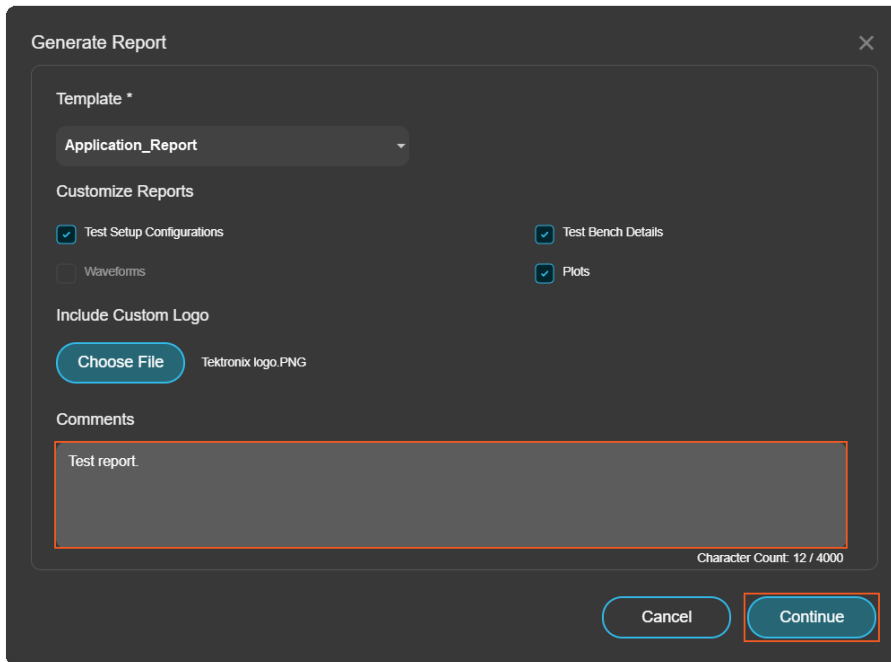 Generate Report
Template *
Application_Report
Customize Reports
Test Setup Configurations
Test Bench Details
Waveforms
Plots
Include Custom Logo
Choose File
Tektronix logo.PNG
Comments
Test report.
Character Count: 12 / 4000
Cancel
Continue